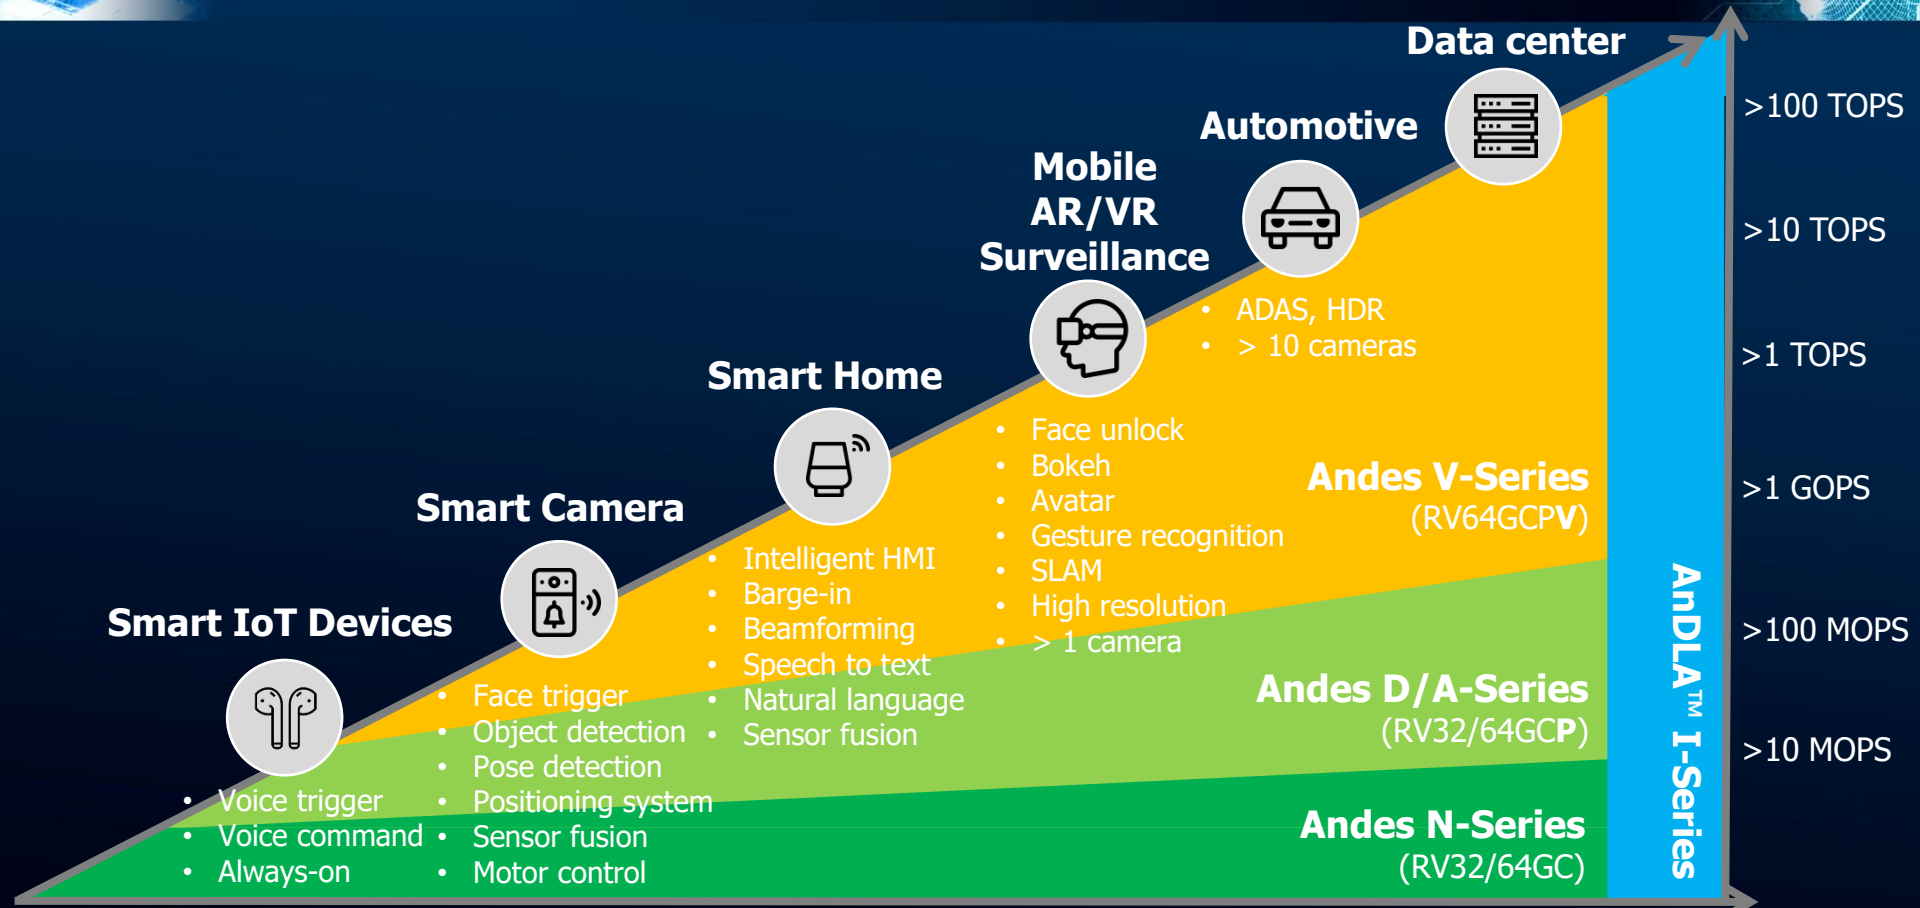 Data center
>100 TOPS
Automotive
Mobile
AR/VR
Surveillance
>10 TOPS
• ADAS, HDR
• > 10 cameras
>1 TOPS
Smart Home
• Face unlock
• Bokeh
• Avatar
• Gesture recognition
• SLAM
• High resolution
• > 1 camera
Andes V-Series
(RV64GCPV)
>1 GOPS
Smart Camera
• Intelligent HMI
• Barge-in
• Beamforming
• Speech to text
• Natural language
• Sensor fusion
Smart IoT Devices
>100 MOPS
• Face trigger
• Object detection
• Pose detection
• Positioning system
• Sensor fusion
• Motor control
Andes D/A-Series
(RV32/64GCP)
>10 MOPS
• Voice trigger
• Voice command
• Always-on
Andes N-Series
(RV32/64GC)
AnDLA™ I-Series